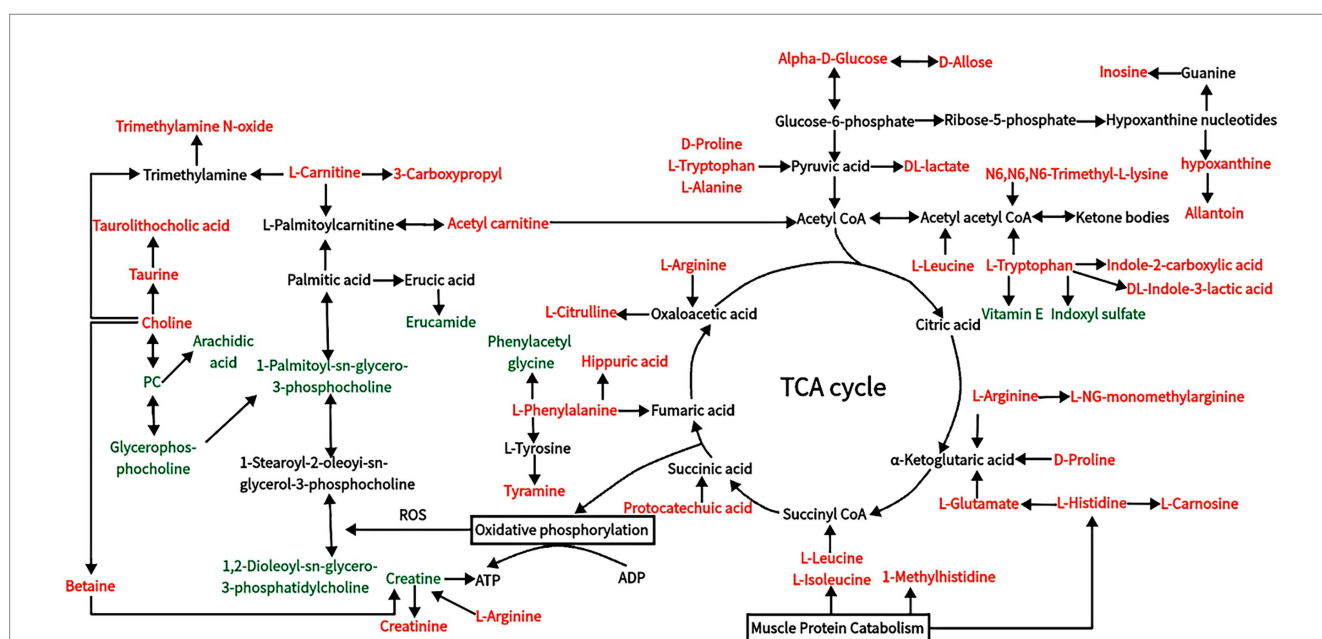 Alpha-D-Glucose
D-Allose
Inosine
Guanine
Glucose-6-phosphate
Ribose-5-phosphate
Hypoxanthine nucleotides
Trimethylamine N-oxide
D-Proline
L-Tryptophan
L-Alanine
Pyruvic acid
DL-lactate
N6,N6,N6-Trimethyl-L-lysine
hypoxanthine
Trimethylamine
L-Carnitine
3-Carboxypropyl
Taurolithocholic acid
L-Palmitoylcarnitine
Acetyl carnitine
Acetyl CoA
Acetyl acetyl CoA
Ketone bodies
Allantoin
Taurine
Palmitic acid
Erucic acid
L-Arginine
L-Leucine
L-Tryptophan
Indole-2-carboxylic acid
DL-Indole-3-lactic acid
Choline
Erucamide
L-Citrulline
Oxaloacetic acid
Citric acid
Vitamin E
Indoxyl sulfate
Arachidic
acid
PC
1-Palmitoyl-sn-glycero-
3-phosphocholine
Phenylacetyl
glycine
Hippuric acid
TCA cycle
L-Phenylalanine
Fumaric acid
L-Arginine
L-NG-monomethylarginine
Glycerophos-
phocholine
L-Tyrosine
1-Stearoyl-2-oleoyi-sn-
glycerol-3-phosphocholine
Succinic acid
α-Ketoglutaric acid
D-Proline
Tyramine
Protocatechuic acid
Succinyl CoA
L-Glutamate
L-Histidine
L-Carnosine
ROS
Oxidative phosphorylation
1,2-Dioleoyl-sn-glycero-
3-phosphatidylcholine
Betaine
Creatine
ATP
ADP
L-Leucine
L-Isoleucine
1-Methylhistidine
Creatinine
L-Arginine
Muscle Protein Catabolism